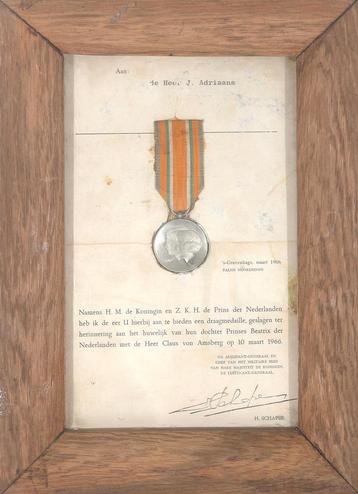 Aan:
de Heer J. Adriaans
's-Gravenhage, maart 1966
PALEIS NOORDEINDE
Namens H. M. de Koningin en Z. K. H. de Prins der Nederlanden
heb ik de eer U hierbij aan te bieden een draagmedaille, geslagen ter
herinnering aan het huwelijk van hun dochter Prinses Beatrix der
Nederlanden met de Heer Claus von Amsberg op 10 maart 1966.
DE ADJUDANT-GENERAAL EN
CHEF VAN HET MILITAIRE HUIS
VAN HARE MAJESTEIT DE KONINGIN,
DE LUITENANT-GENERAAL,
H. SCHAPER.